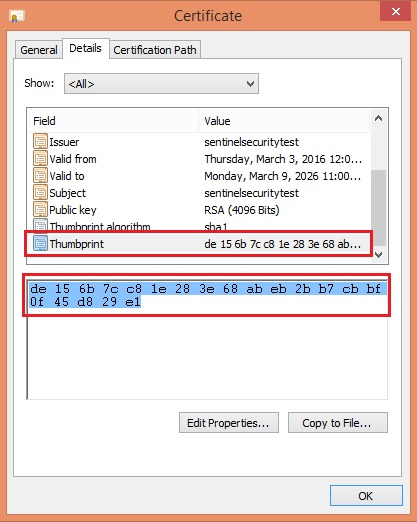 Certificate
General Details Certification Path
Show: <All>
Field Value
Issuer sentinelsecuritytest
Valid from Thursday, March 3, 2016 12:0...
Valid to Monday, March 9, 2026 11:00...
Subject sentinelsecuritytest
Public key RSA (4096 Bits)
Thumbprint algorithm sha1
Thumbprint de 15 6b 7c c8 1e 28 3e 68 ab...
de 15 6b 7c c8 1e 28 3e 68 ab eb 2b b7 cb bf
0f 45 d8 29 e1
Edit Properties... Copy to File...
OK